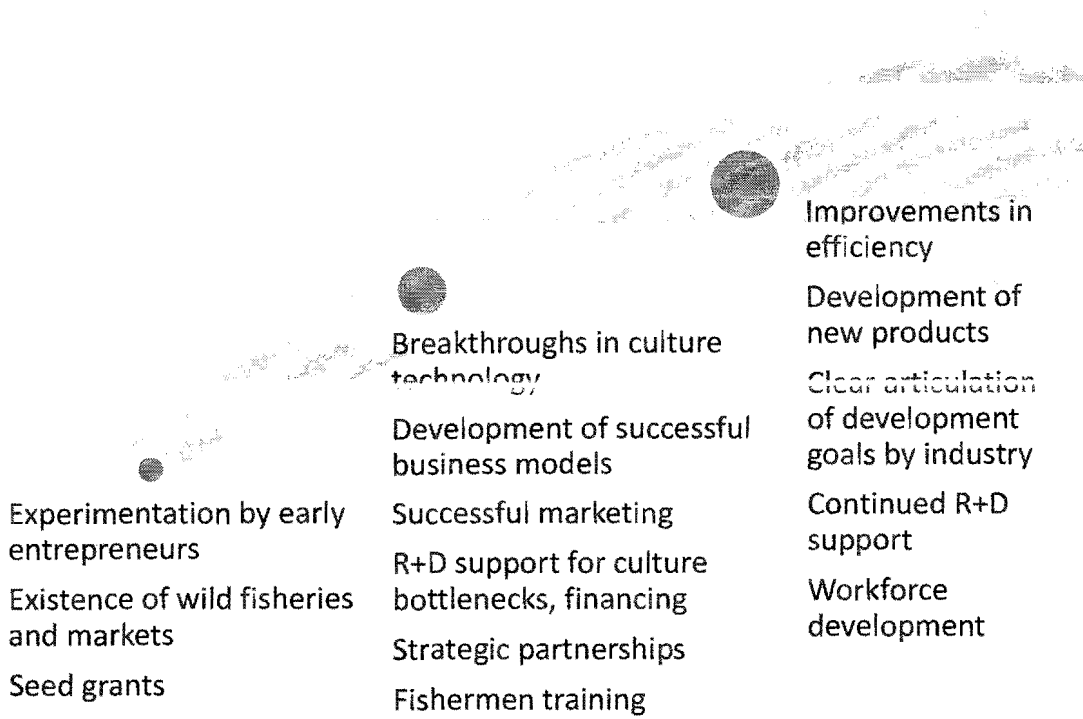 Experimentation by early
entrepreneurs
Existence of wild fisheries
and markets
Seed grants
Breakthroughs in culture
technology
Development of successful
business models
Successful marketing
R+D support for culture
bottlenecks, financing
Strategic partnerships
Fishermen training
Improvements in
efficiency
Development of
new products
Clear articulation
of development
goals by industry
Continued R+D
support
Workforce
development